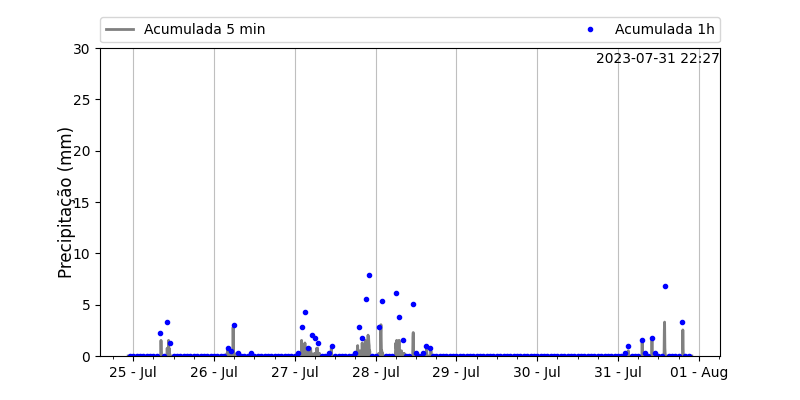 Acumulada 5 min
Acumulada 1h
2023-07-31 22:27
Precipitação (mm)
30
25
20
15
10
5
0
25 - Jul
26 - Jul
27 - Jul
28 - Jul
29 - Jul
30 - Jul
31 - Jul
01 - Aug